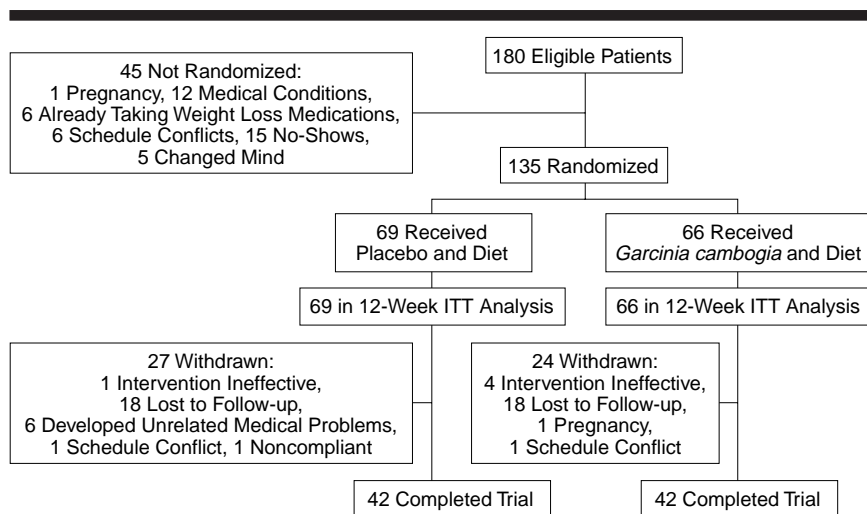 180 Eligible Patients
45 Not Randomized:
1 Pregnancy, 12 Medical Conditions,
6 Already Taking Weight Loss Medications,
6 Schedule Conflicts, 15 No-Shows,
5 Changed Mind
135 Randomized
69 Received
Placebo and Diet
66 Received
Garcinia cambogia and Diet
69 in 12-Week ITT Analysis
66 in 12-Week ITT Analysis
27 Withdrawn:
1 Intervention Ineffective,
18 Lost to Follow-up,
6 Developed Unrelated Medical Problems,
1 Schedule Conflict, 1 Noncompliant
24 Withdrawn:
4 Intervention Ineffective,
18 Lost to Follow-up,
1 Pregnancy,
1 Schedule Conflict
42 Completed Trial
42 Completed Trial